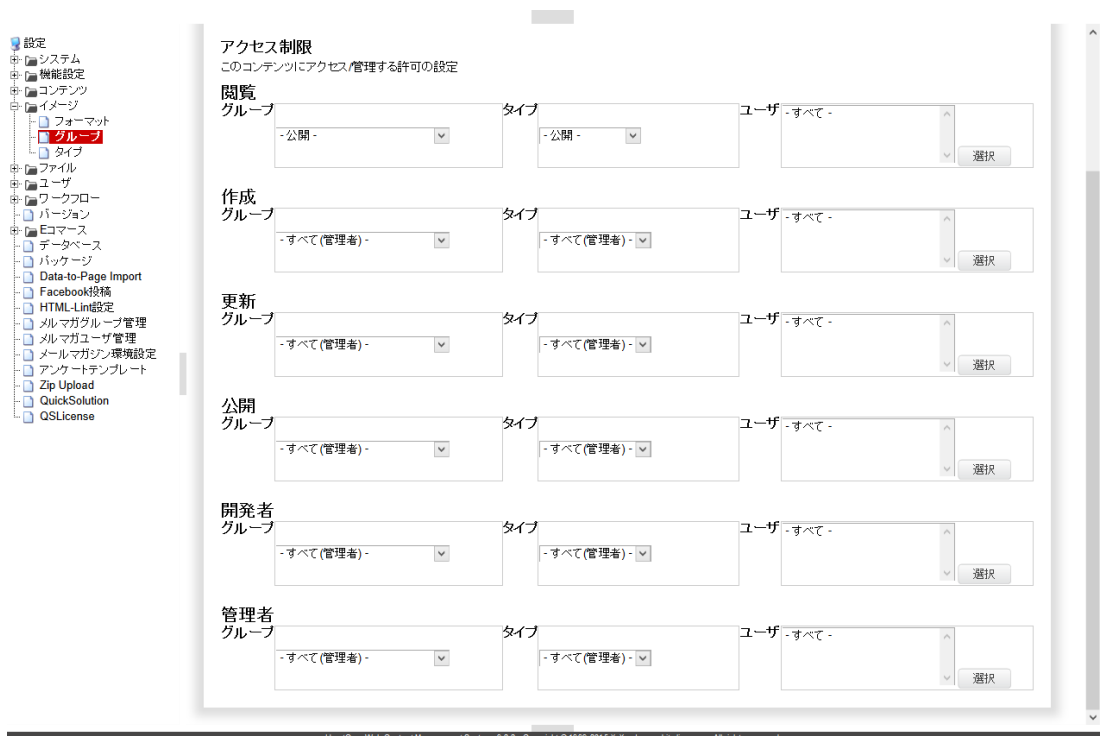 設定
システム
機能設定
コンテンツ
イメージ
フォーマット
グループ
タイプ
ファイル
ユーザ
ワークフロー
バージョン
Eコマース
データベース
パッケージ
Data-to-Page Import
Facebook投稿
HTML-Lint設定
メルマガグループ管理
メルマガユーザ管理
メールマガジン環境設定
アンケートテンプレート
Zip Upload
QuickSolution
QSLicense
アクセス制限
このコンテンツにアクセス/管理する許可の設定
閲覧
グループ タイプ ユーザ - すべて -
- 公開 - - 公開 -
選択
作成
グループ タイプ ユーザ - すべて -
- すべて(管理者) - - すべて(管理者) -
選択
更新
グループ タイプ ユーザ - すべて -
- すべて(管理者) - - すべて(管理者) -
選択
公開
グループ タイプ ユーザ - すべて -
- すべて(管理者) - - すべて(管理者) -
選択
開発者
グループ タイプ ユーザ - すべて -
- すべて(管理者) - - すべて(管理者) -
選択
管理者
グループ タイプ ユーザ - すべて -
- すべて(管理者) - - すべて(管理者) -
選択